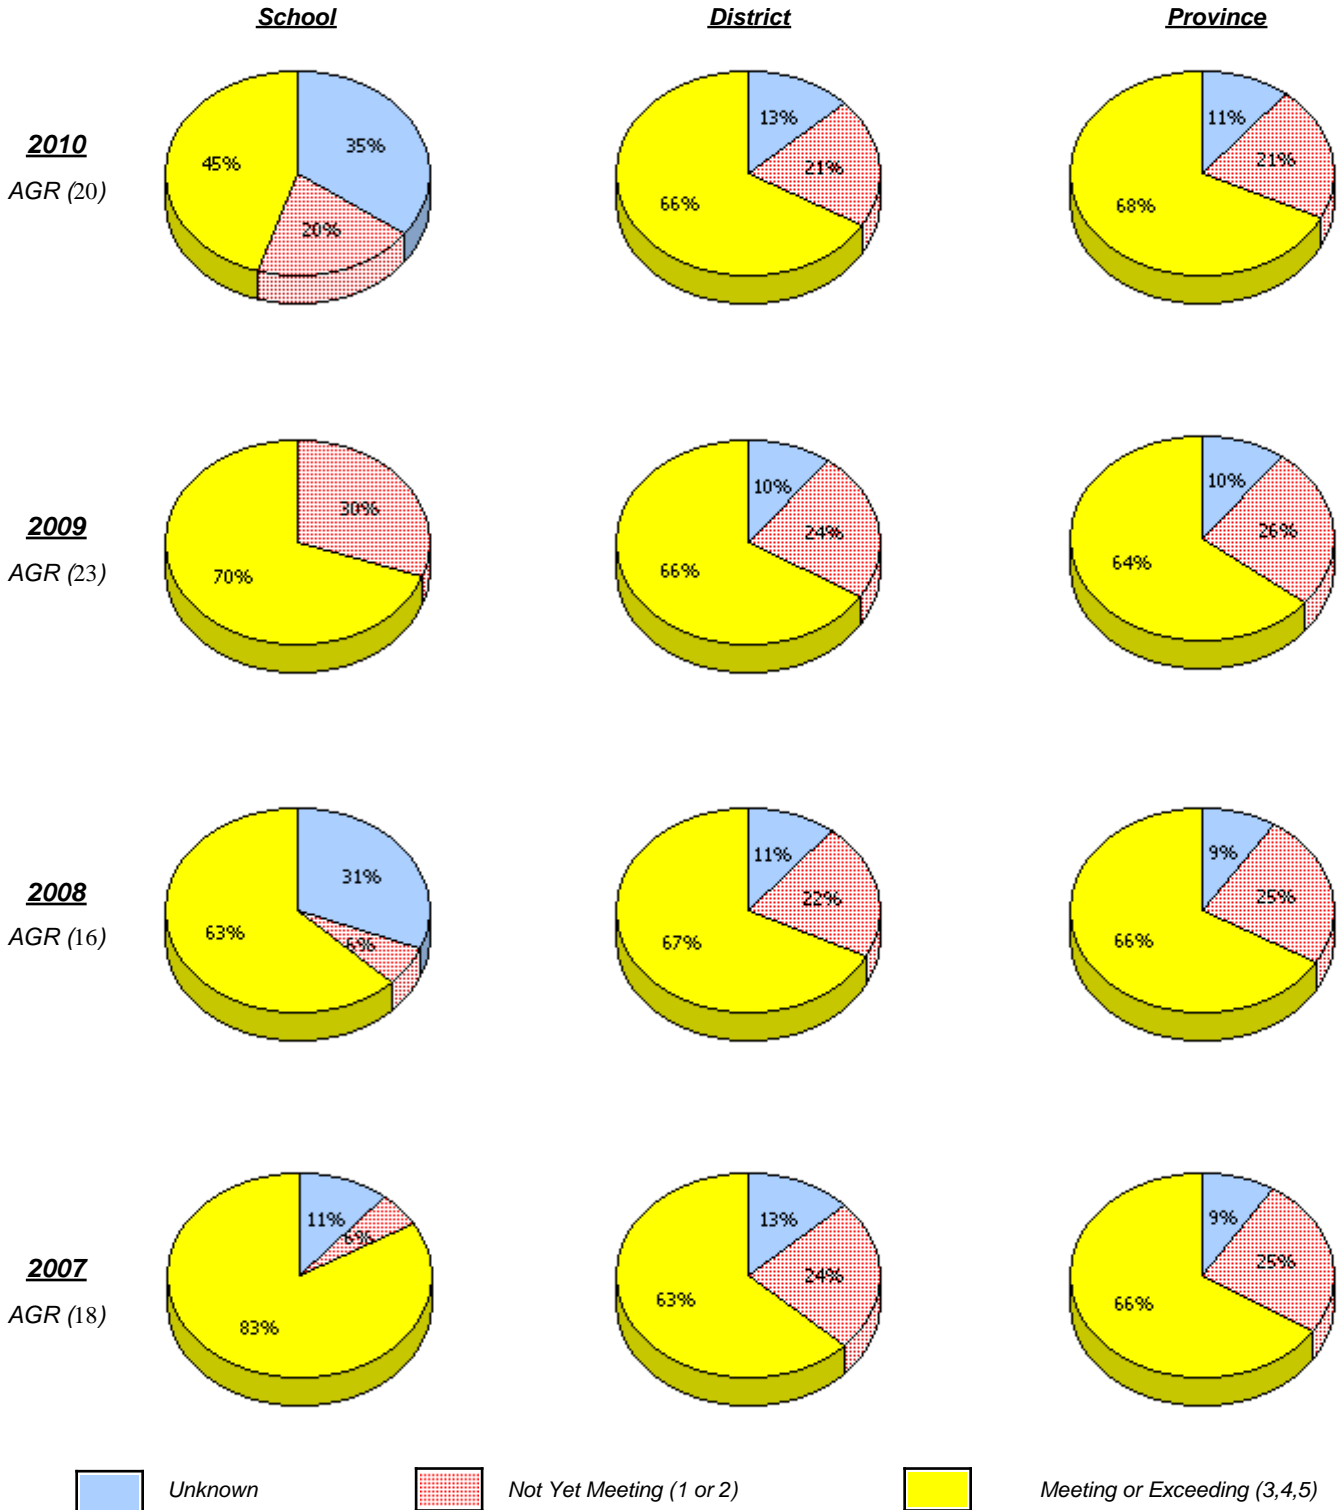 School District Province
2010
AGR (20)
45% 35% 20%
13% 21% 66%
11% 21% 68%
2009
AGR (23)
30% 70%
10% 24% 66%
10% 26% 64%
2008
AGR (16)
31% 6% 63%
11% 22% 67%
9% 25% 66%
2007
AGR (18)
11% 6% 83%
13% 24% 63%
9% 25% 66%
Unknown Not Yet Meeting (1 or 2) Meeting or Exceeding (3,4,5)